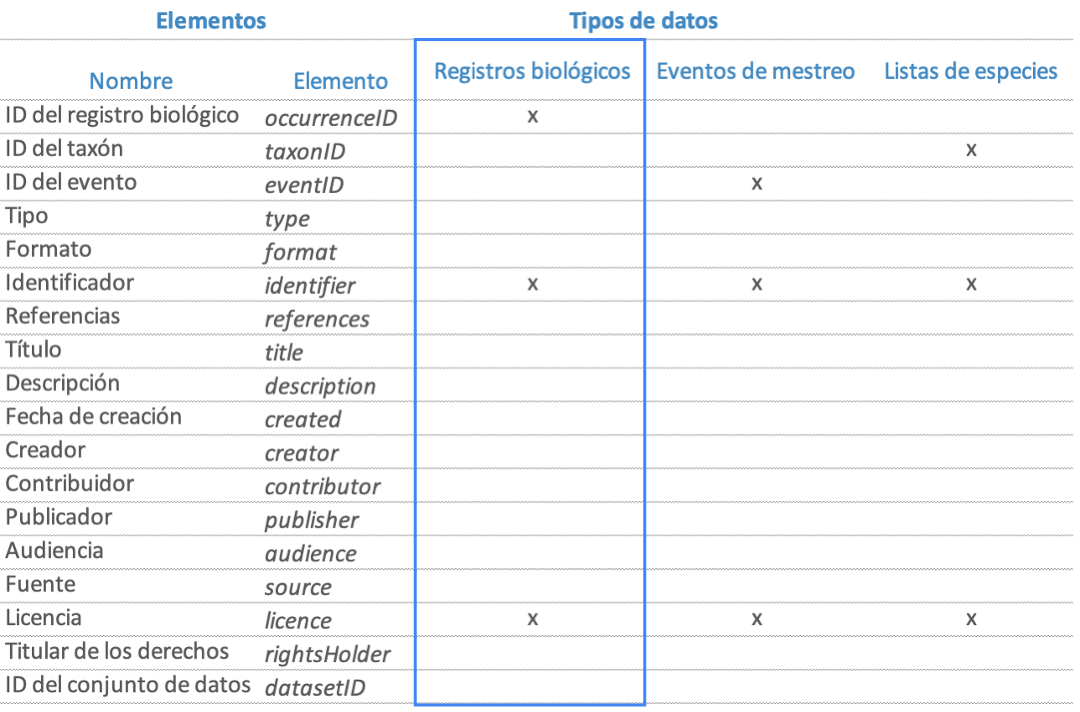 Elementos Tipos de datos
Nombre Elemento Registros biológicos Eventos de mestreo Listas de especies
ID del registro biológico occurrenceID x
ID del taxón taxonID x
ID del evento eventID x
Tipo type
Formato format
Identificador identifier x x x
Referencias references
Título title
Descripción description
Fecha de creación created
Creador creator
Contribuidor contributor
Publicador publisher
Audiencia audience
Fuente source
Licencia licence x x x
Titular de los derechos rightsHolder
ID del conjunto de datos datasetID